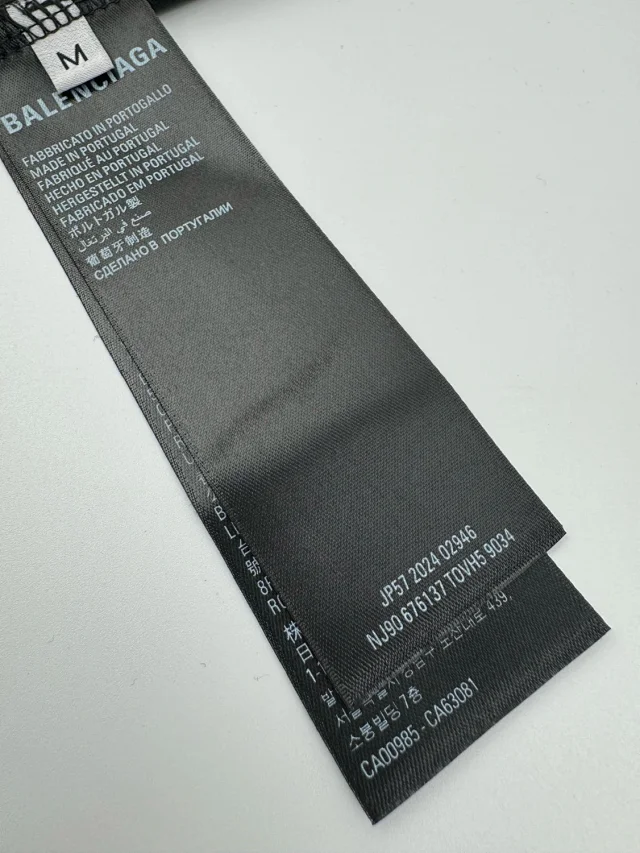 M
BALENCIAGA
FABBRICATO IN PORTOGALLO
MADE IN PORTUGAL
FABRIQUÉ AU PORTUGAL
HECHO EN PORTUGAL
HERGESTELLT IN PORTUGAL
FABRICADO EM PORTUGAL
ポルトガル製
صنع في البرتغال
葡萄牙制造
СДЕЛАНО В ПОРТУГАЛИИ
JP57 2024 02946
NJ90 676137 TOVH5 9034
439,
소봉빌딩 7층
CA00985 - CA63081